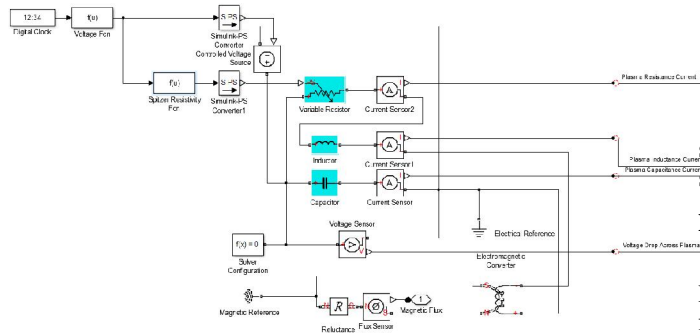 12:34
Digital Clock
f(u)
Voltage Fcn
S PS
Simulink-PS
Converter
Controlled Voltage
Source
f(u)
Spitzer Resistivity
Fcn
S PS
Simulink-PS
Converter1
Variable Resistor
A
Current Sensor2
Plasma Resistance Current
Inductor
A
Current Sensor1
Plasma Inductance Curren
Plasma Capacitance Curren
Capacitor
A
Current Sensor
Electrical Reference
Voltage Sensor
V
V
f(x) = 0
Solver
Configuration
Voltage Drop Across Plasma
Electromagnetic
Converter
Magnetic Reference
R
Reluctance
N
Φ
Flux Sensor
1
Magnetic Flux